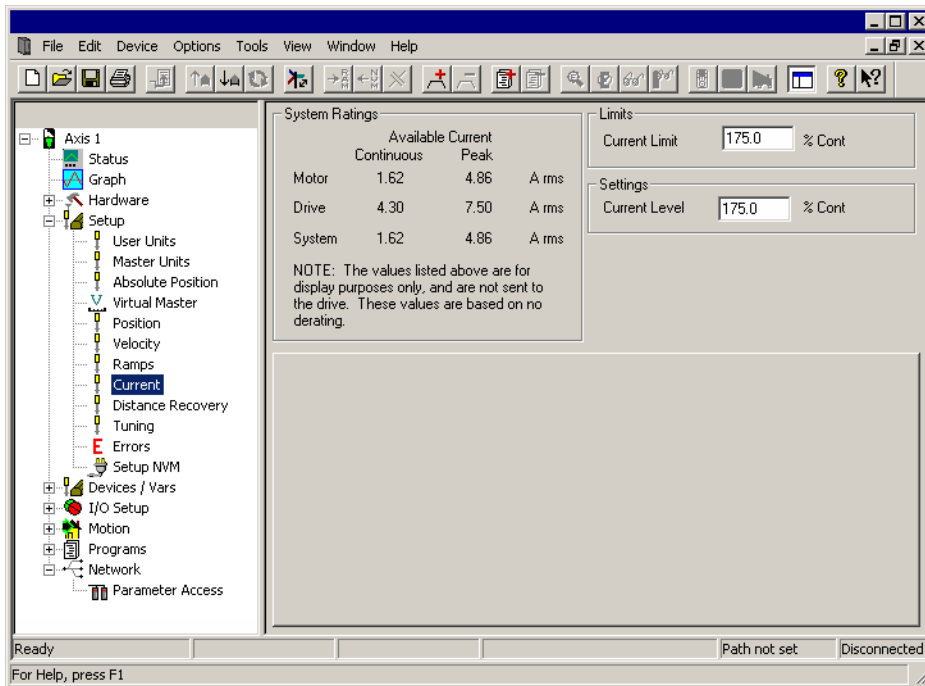 File Edit Device Options Tools View Window Help
Axis 1
Status
Graph
Hardware
Setup
User Units
Master Units
Absolute Position
Virtual Master
Position
Velocity
Ramps
Current
Distance Recovery
Tuning
E Errors
Setup NVM
Devices / Vars
I/O Setup
Motion
Programs
Network
Parameter Access
System Ratings
Available Current
Continuous Peak
Motor 1.62 4.86 A rms
Drive 4.30 7.50 A rms
System 1.62 4.86 A rms
NOTE: The values listed above are for
display purposes only, and are not sent to
the drive. These values are based on no
derating.
Limits
Current Limit 175.0 % Cont
Settings
Current Level 175.0 % Cont
Ready Path not set Disconnected
For Help, press F1